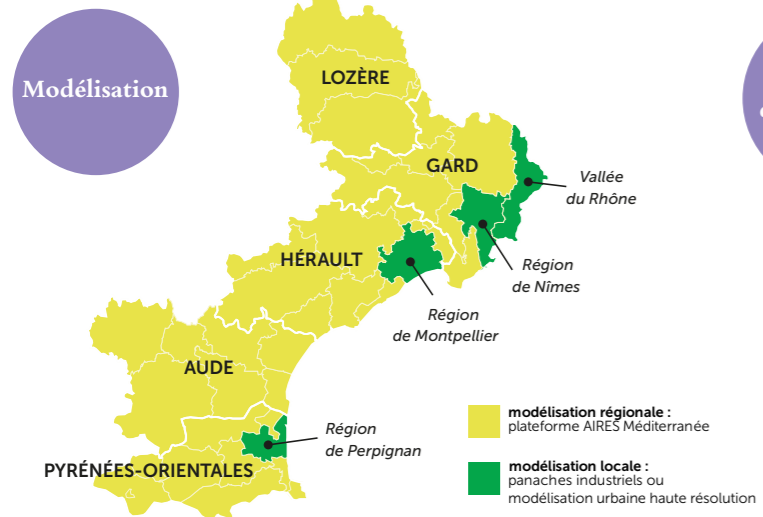 Modélisation
LOZÈRE
GARD
Vallée
du Rhône
HÉRAULT
Région
de Nîmes
Région
de Montpellier
AUDE
Région
de Perpignan
PYRÉNÉES-ORIENTALES
modélisation régionale :
plateforme AIRES Méditerranée
modélisation locale :
panaches industriels ou
modélisation urbaine haute résolution